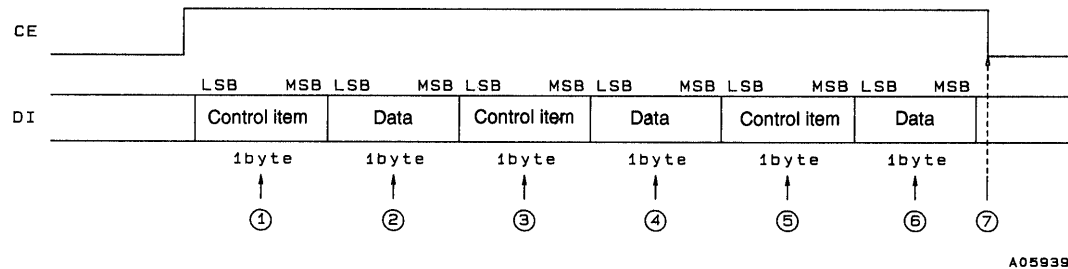 CE
LSB MSB LSB MSB LSB MSB LSB MSB LSB MSB LSB MSB
DI Control item Data Control item Data Control item Data
1byte 1byte 1byte 1byte 1byte 1byte
① ② ③ ④ ⑤ ⑥ ⑦
A05939